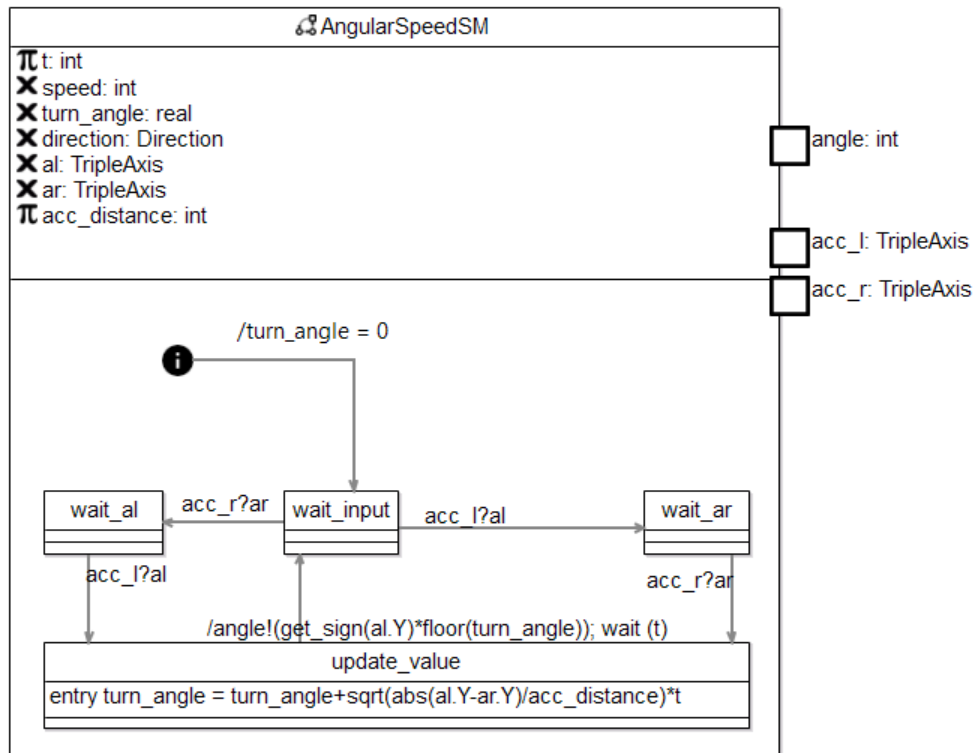 AngularSpeedSM
π t: int
X speed: int
X turn_angle: real
X direction: Direction
X al: TripleAxis
X ar: TripleAxis
π acc_distance: int
angle: int
acc_l: TripleAxis
acc_r: TripleAxis
/turn_angle = 0
i
wait_al
acc_r?ar
wait_input
acc_l?al
wait_ar
acc_l?al
acc_r?ar
/angle!(get_sign(al.Y)*floor(turn_angle)); wait (t)
update_value
entry turn_angle = turn_angle+sqrt(abs(al.Y-ar.Y)/acc_distance)*t